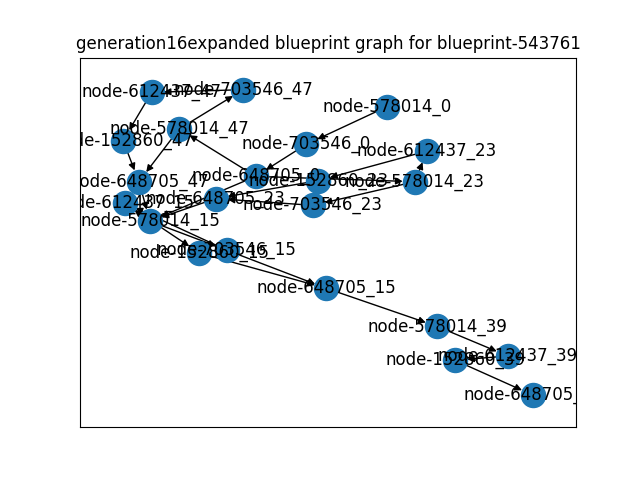 generation16expanded blueprint graph for blueprint-543761
node-612437_47
node-703546_47
node-578014_0
node-578014_47
de-152860_47
node-703546_0
node-612437_23
node-648705_0
node-648705_47
node-152860_23
node-578014_23
de-612437_15
node-648705_23
node-703546_23
node-578014_15
node-703546_15
node-152860_15
node-648705_15
node-578014_39
node-612437_39
node-152860_39
node-648705_